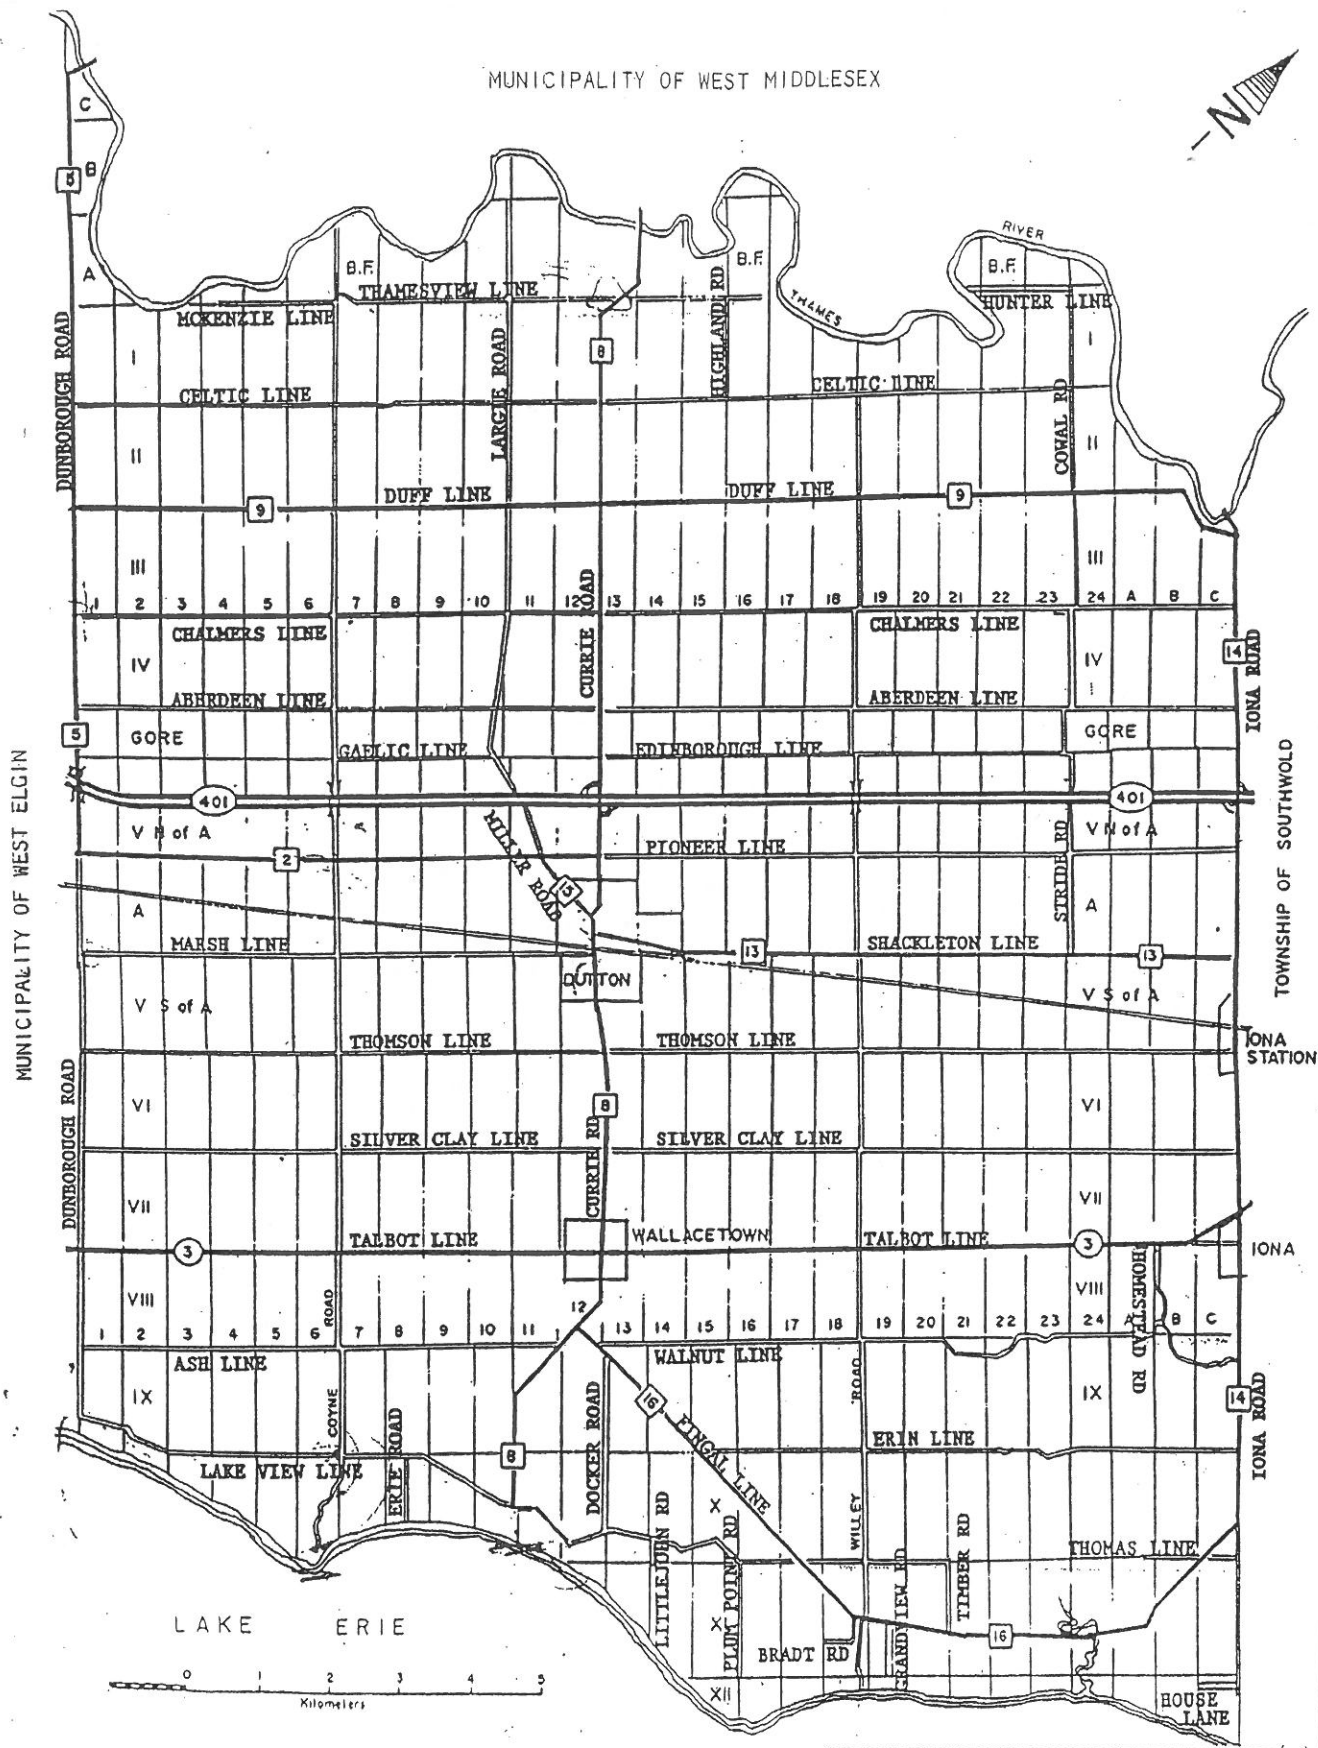 MUNICIPALITY OF WEST MIDDLESEX
N
C
B
A
RIVER
THAMES
B.F.
B.F.
B.F.
THAMESVIEW LINE
HUNTER LINE
MCKENZIE LINE
DUNBOROUGH ROAD
LARGIE ROAD
8
HIGHLAND RD
I
I
CELTIC LINE
CELTIC LINE
COWAL RD
II
II
DUFF LINE
DUFF LINE
9
9
III
III
1 2 3 4 5 6 7 8 9 10 11 12 13 14 15 16 17 18 19 20 21 22 23 24 A B C
CURRIE ROAD
CHALMERS LINE
CHALMERS LINE
14
IONA ROAD
IV
IV
ABERDEEN LINE
ABERDEEN LINE
5
GORE
GORE
GAELIC LINE
EDINBOROUGH LINE
401
401
MUNICIPALITY OF WEST ELGIN
TOWNSHIP OF SOUTHWOLD
V N of A
V N of A
MILLER ROAD
PIONEER LINE
2
STRIDE RD
15
A
A
MARSH LINE
SHACKLETON LINE
13
13
DUTTON
V S of A
V S of A
THOMSON LINE
THOMSON LINE
IONA
STATION
DUNBOROUGH ROAD
VI
VI
8
CURRIE RD
SILVER CLAY LINE
SILVER CLAY LINE
VII
VII
TALBOT LINE
WALLACETOWN
TALBOT LINE
3
3
IONA
HOMESTEAD RD
VIII
VIII
12
1 2 3 4 5 6 7 8 9 10 11 13 14 15 16 17 18 19 20 21 22 23 24 A B C
ASH LINE
WALNUT LINE
COYNE ROAD
WILLEY ROAD
IX
IX
14
IONA ROAD
16
FINGAL LINE
ERIN LINE
ERIE ROAD
8
DOCKER ROAD
LAKE VIEW LINE
X
LITTLEJOHN RD
PLUM POINT RD
THOMAS LINE
TIMBER RD
GRANDVIEW RD
XI
16
BRADT RD
LAKE ERIE
XII
HOUSE
LANE
0 1 2 3 4 5
Kilometers